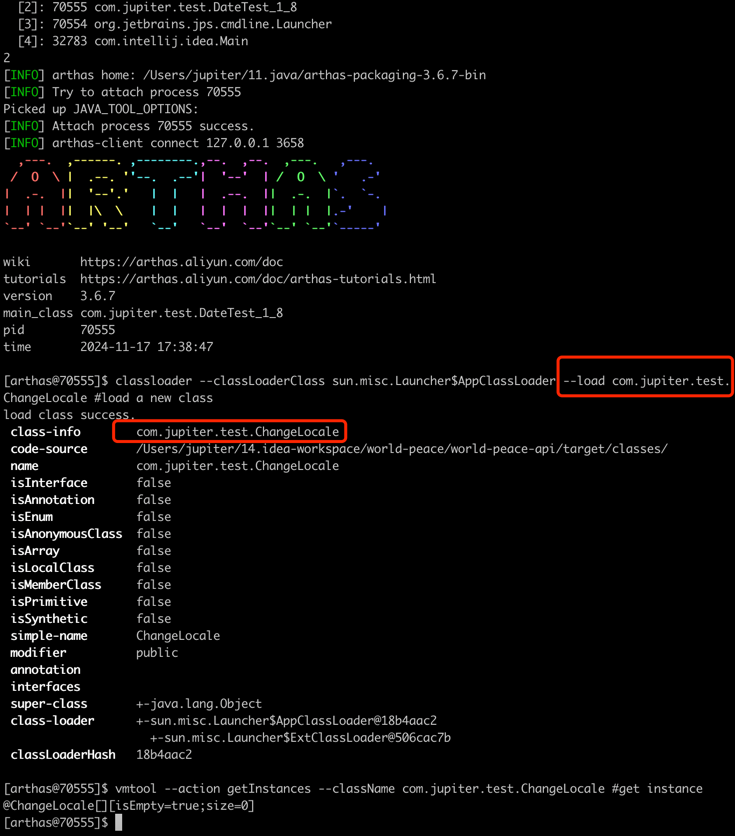 [2]: 70555 com.jupiter.test.DateTest_1_8
[3]: 70554 org.jetbrains.jps.cmdline.Launcher
[4]: 32783 com.intellij.idea.Main
2
[INFO] arthas home: /Users/jupiter/11.java/arthas-packaging-3.6.7-bin
[INFO] Try to attach process 70555
Picked up JAVA_TOOL_OPTIONS:
[INFO] Attach process 70555 success.
[INFO] arthas-client connect 127.0.0.1 3658
ARTHAS
wiki https://arthas.aliyun.com/doc
tutorials https://arthas.aliyun.com/doc/arthas-tutorials.html
version 3.6.7
main_class com.jupiter.test.DateTest_1_8
pid 70555
time 2024-11-17 17:38:47
[arthas@70555]$ classloader --classLoaderClass sun.misc.Launcher$AppClassLoader --load com.jupiter.test.
ChangeLocale #load a new class
load class success.
class-info com.jupiter.test.ChangeLocale
code-source /Users/jupiter/14.idea-workspace/world-peace/world-peace-api/target/classes/
name com.jupiter.test.ChangeLocale
isInterface false
isAnnotation false
isEnum false
isAnonymousClass false
isArray false
isLocalClass false
isMemberClass false
isPrimitive false
isSynthetic false
simple-name ChangeLocale
modifier public
annotation
interfaces
super-class +-java.lang.Object
class-loader +-sun.misc.Launcher$AppClassLoader@18b4aac2
+-sun.misc.Launcher$ExtClassLoader@506cac7b
classLoaderHash 18b4aac2
[arthas@70555]$ vmtool --action getInstances --className com.jupiter.test.ChangeLocale #get instance
@ChangeLocale[][isEmpty=true;size=0]
[arthas@70555]$